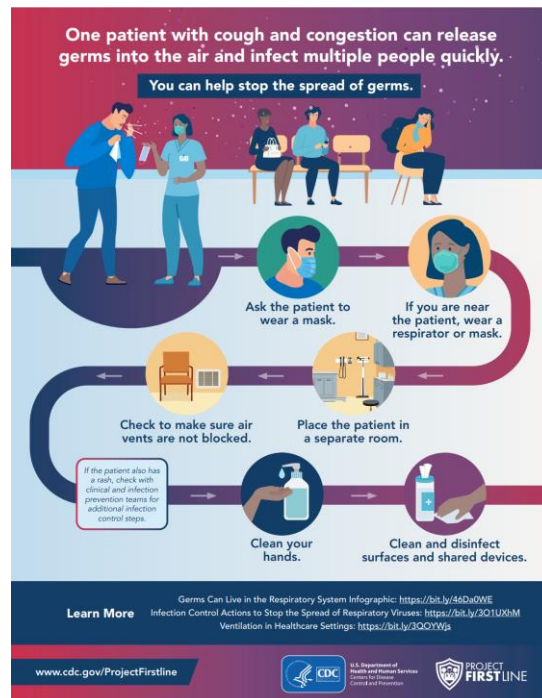 One patient with cough and congestion can release
germs into the air and infect multiple people quickly.
You can help stop the spread of germs.
Ask the patient to
wear a mask.
If you are near
the patient, wear a
respirator or mask.
Check to make sure air
vents are not blocked.
Place the patient in
a separate room.
If the patient also has
a rash, check with
clinical and infection
prevention teams for
additional infection
control steps.
Clean your
hands.
Clean and disinfect
surfaces and shared devices.
Learn More
Germs Can Live in the Respiratory System Infographic: https://bit.ly/46Da0WE
Infection Control Actions to Stop the Spread of Respiratory Viruses: https://bit.ly/3O1UXhM
Ventilation in Healthcare Settings: https://bit.ly/3QOYWjs
www.cdc.gov/ProjectFirstline
CDC
U.S. Department of
Health and Human Services
Centers for Disease
Control and Prevention
PROJECT
FIRSTLINE